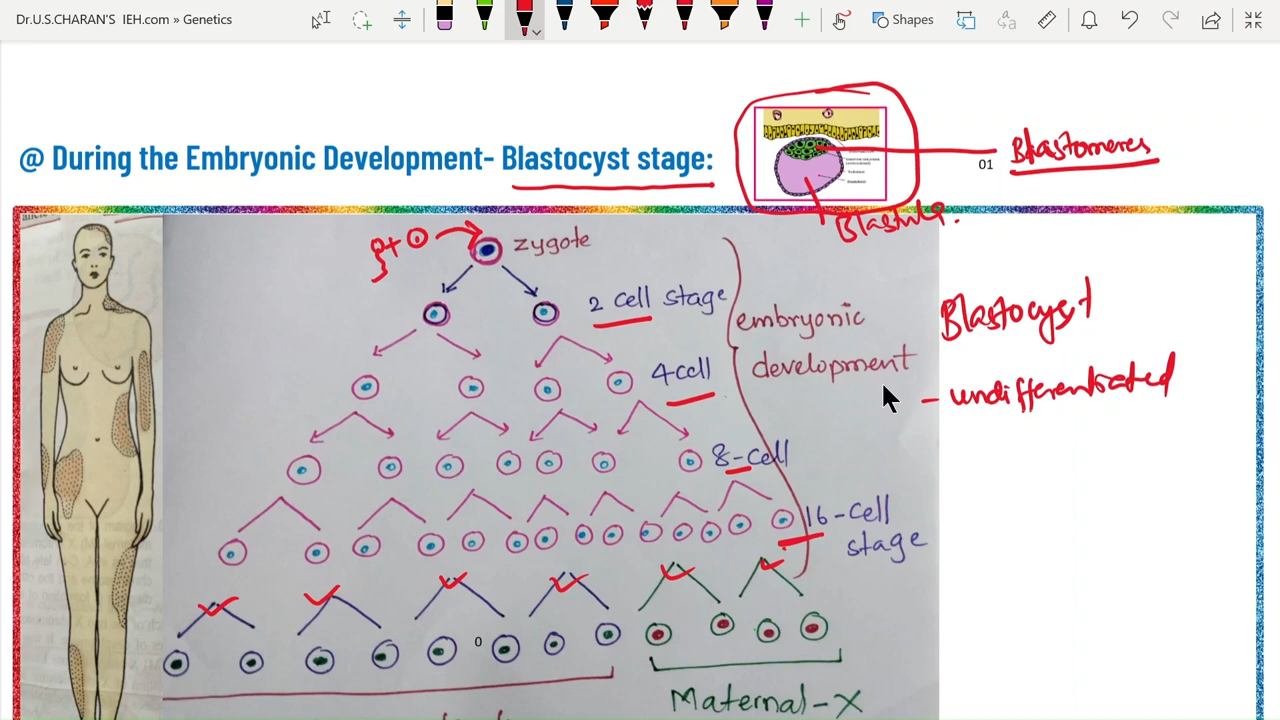 Dr.U.S.CHARAN'S IEH.com » Genetics
Shapes
@ During the Embryonic Development- Blastocyst stage:
01
Blastomeres
Blastula.
zygote
2 cell stage
embryonic
development
Blastocyst
- undifferentiated
4-cell
8-cell
16-cell
stage
0
Maternal-X